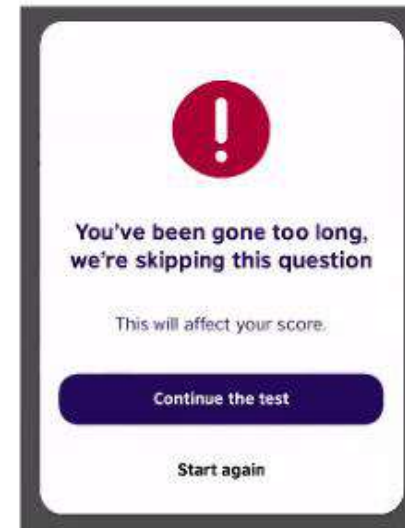 You've been gone too long,
we're skipping this question
This will affect your score.
Continue the test
Start again